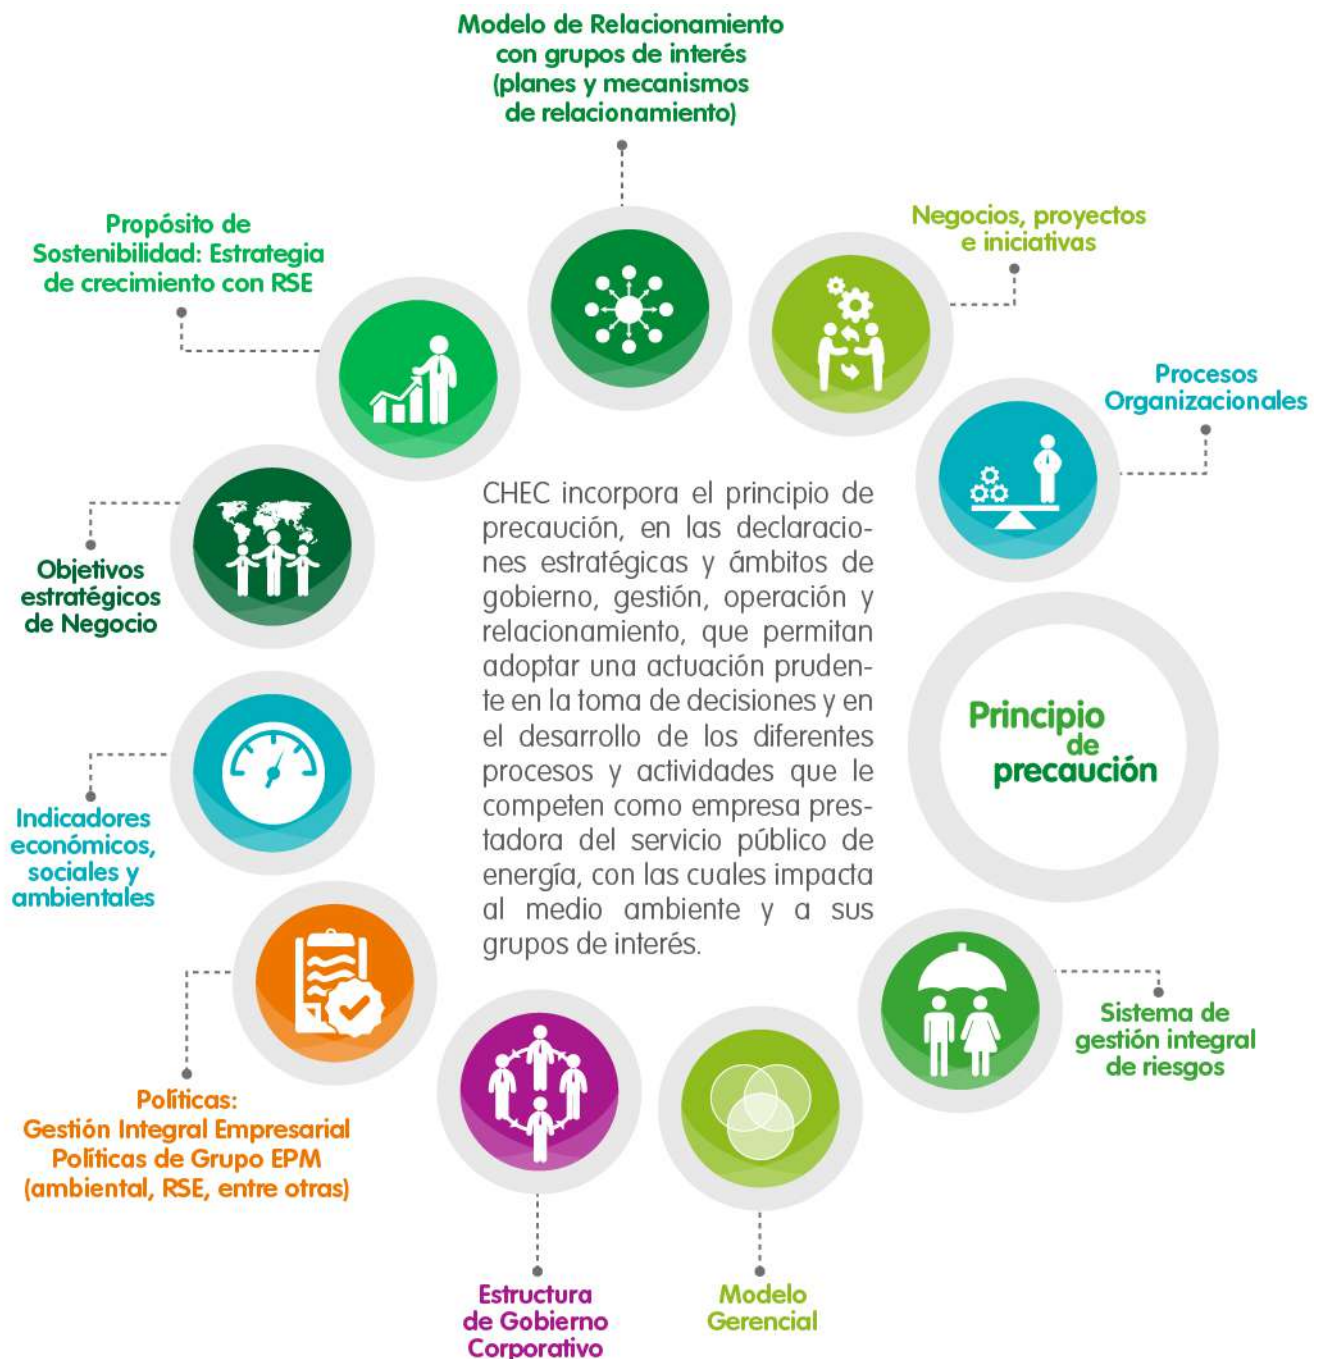 Modelo de Relacionamiento
con grupos de interés
(planes y mecanismos
de relacionamiento)
Negocios, proyectos
e iniciativas
Propósito de
Sostenibilidad: Estrategia
de crecimiento con RSE
Procesos
Organizacionales
Objetivos
estratégicos
de Negocio
CHEC incorpora el principio de
precaución, en las declaracio-
nes estratégicas y ámbitos de
gobierno, gestión, operación y
relacionamiento, que permitan
adoptar una actuación pruden-
te en la toma de decisiones y en
el desarrollo de los diferentes
procesos y actividades que le
competen como empresa pres-
tadora del servicio público de
energía, con las cuales impacta
al medio ambiente y a sus
grupos de interés.
Principio
de
precaución
Indicadores
económicos,
sociales y
ambientales
Sistema de
gestión integral
de riesgos
Políticas:
Gestión Integral Empresarial
Políticas de Grupo EPM
(ambiental, RSE, entre otras)
Estructura
de Gobierno
Corporativo
Modelo
Gerencial